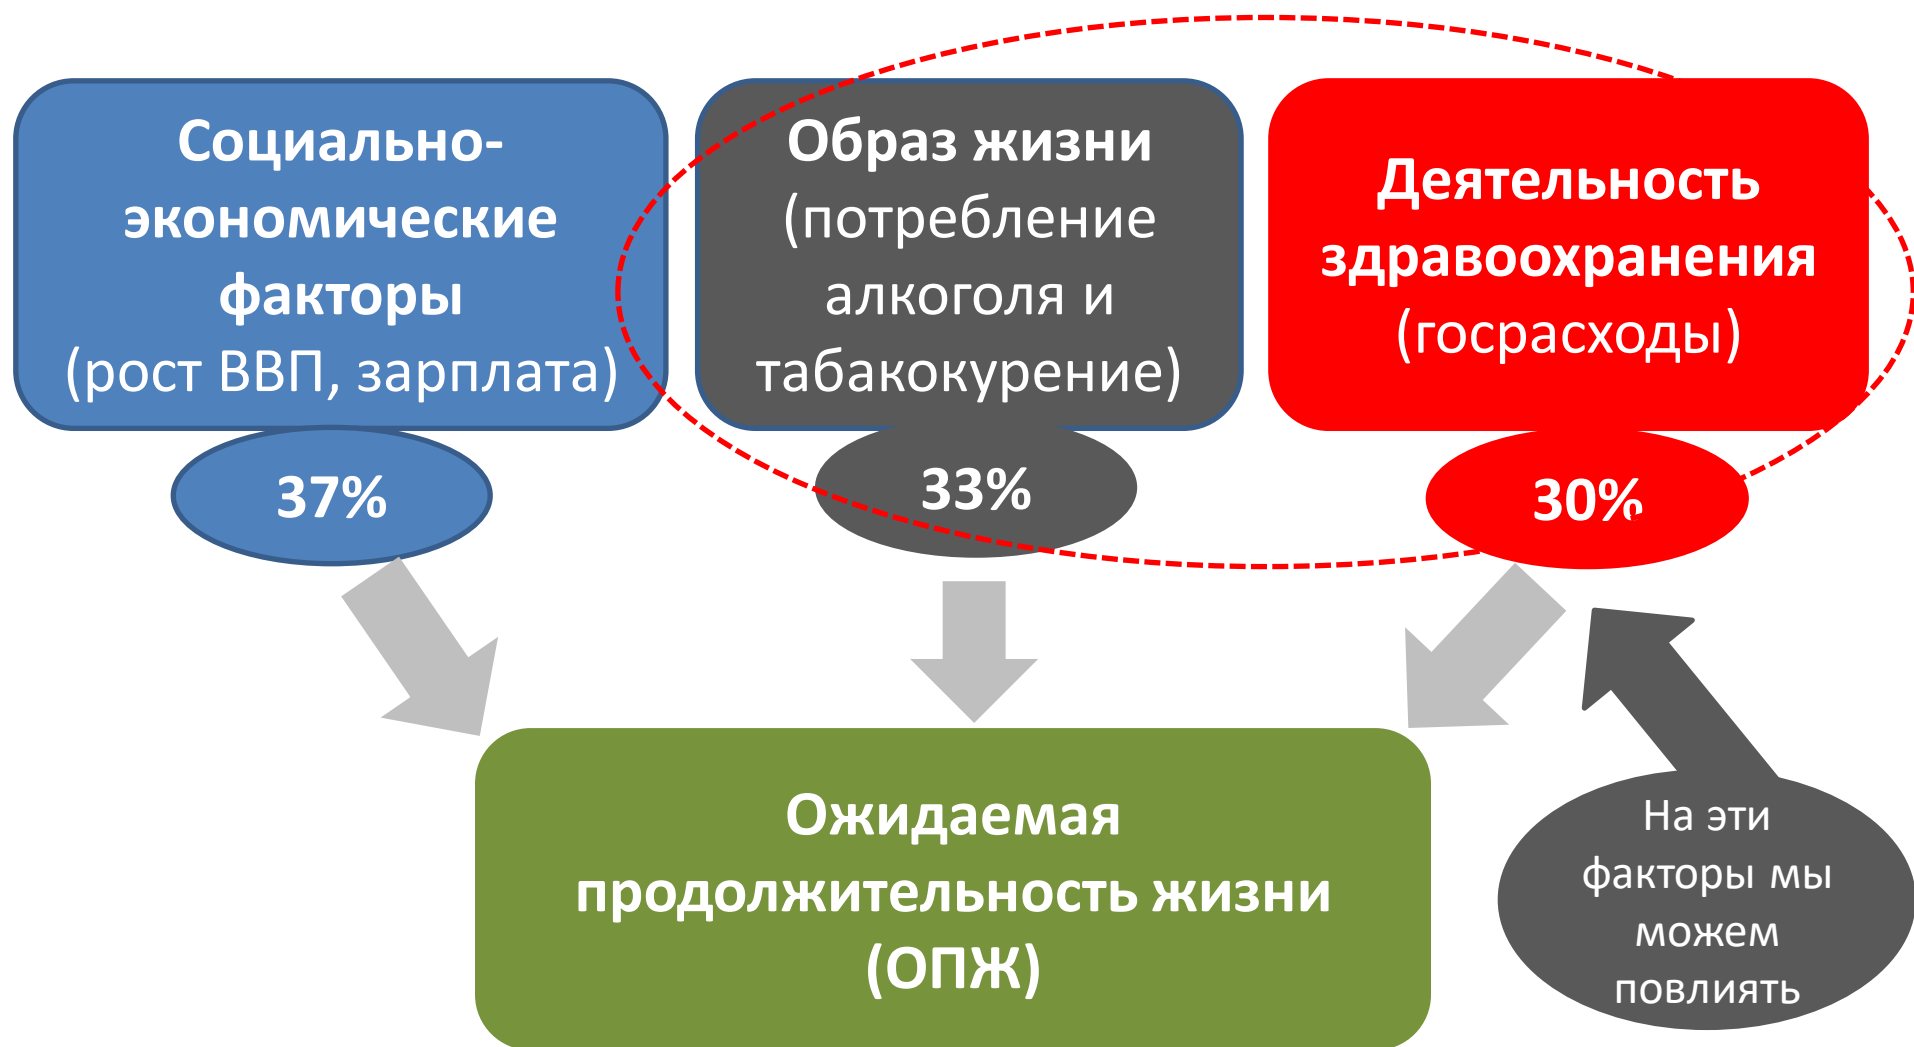 Социально-
экономические
факторы
(рост ВВП, зарплата)
37%
Образ жизни
(потребление
алкоголя и
табакокурение)
33%
Деятельность
здравоохранения
(госрасходы)
30%
Ожидаемая
продолжительность жизни
(ОПЖ)
На эти
факторы мы
можем
повлиять